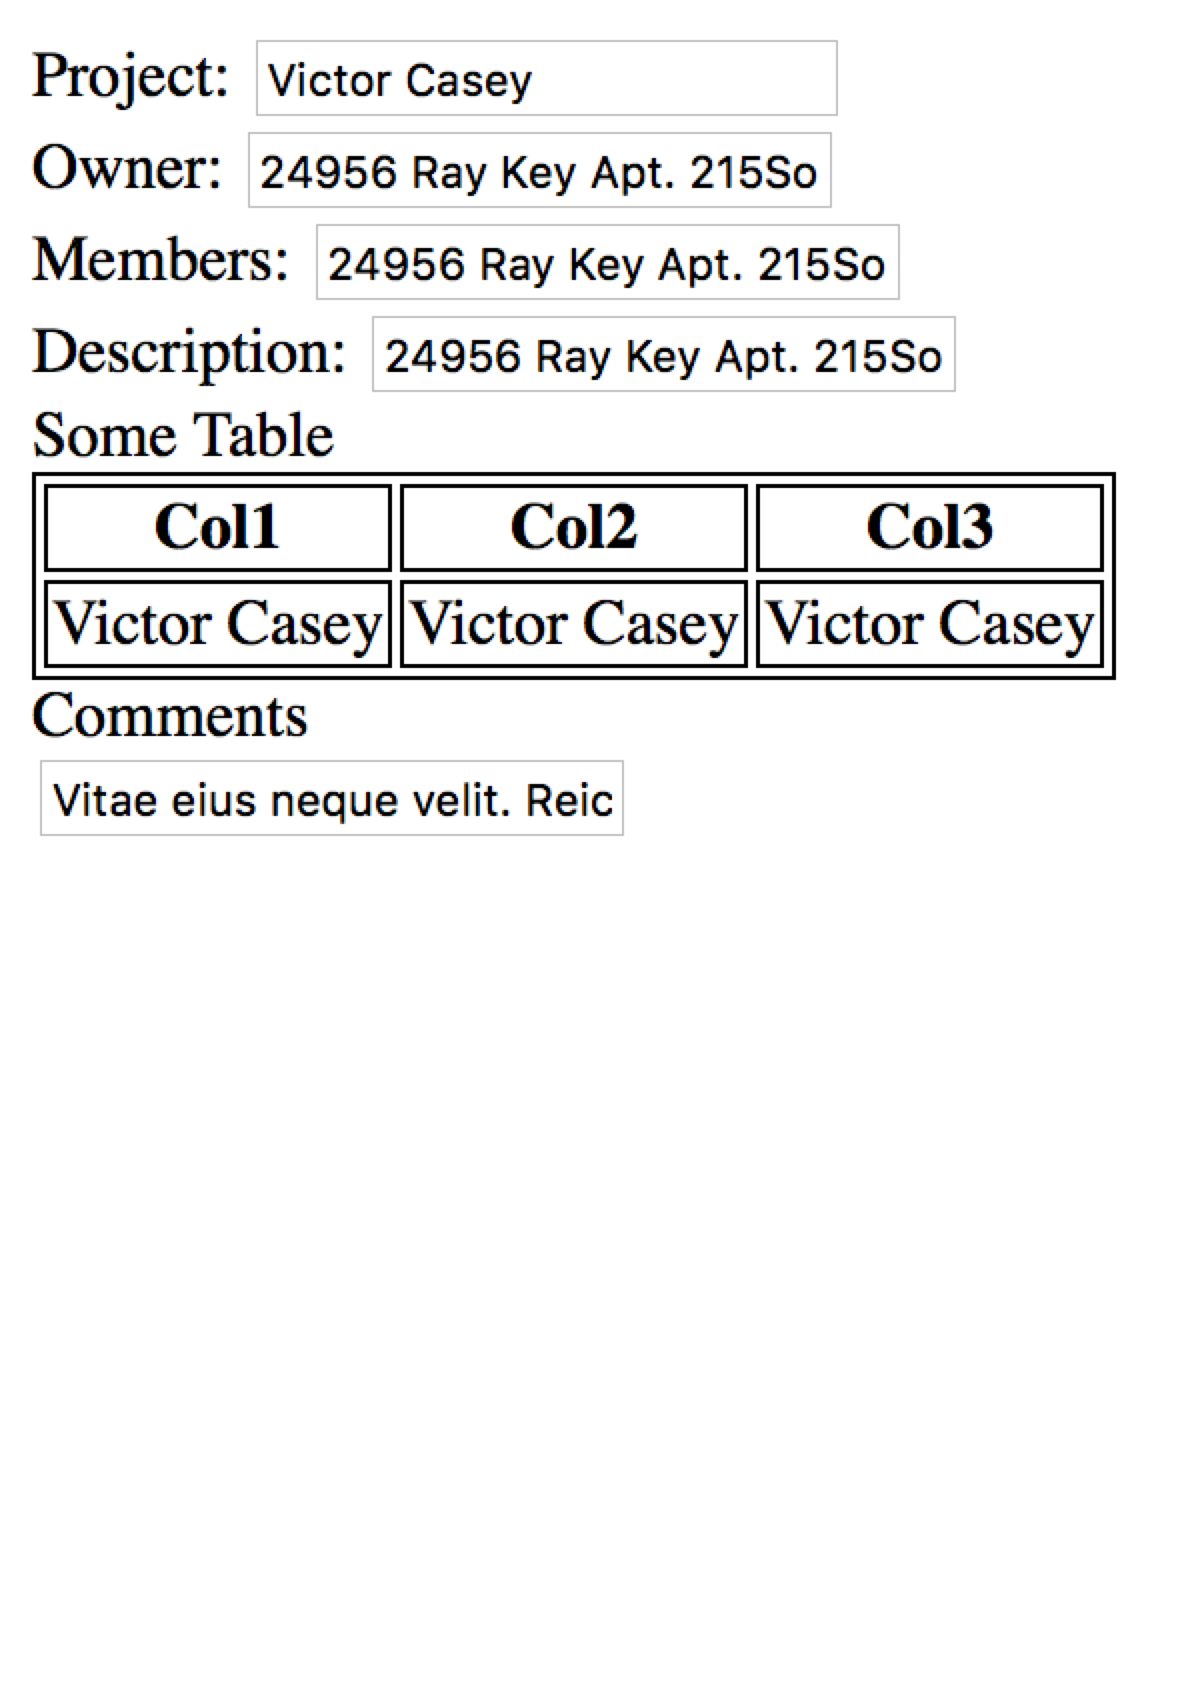 Project: Victor Casey
Owner: 24956 Ray Key Apt. 215So
Members: 24956 Ray Key Apt. 215So
Description: 24956 Ray Key Apt. 215So
Some Table
Col1 Col2 Col3
Victor Casey Victor Casey Victor Casey
Comments
Vitae eius neque velit. Reic